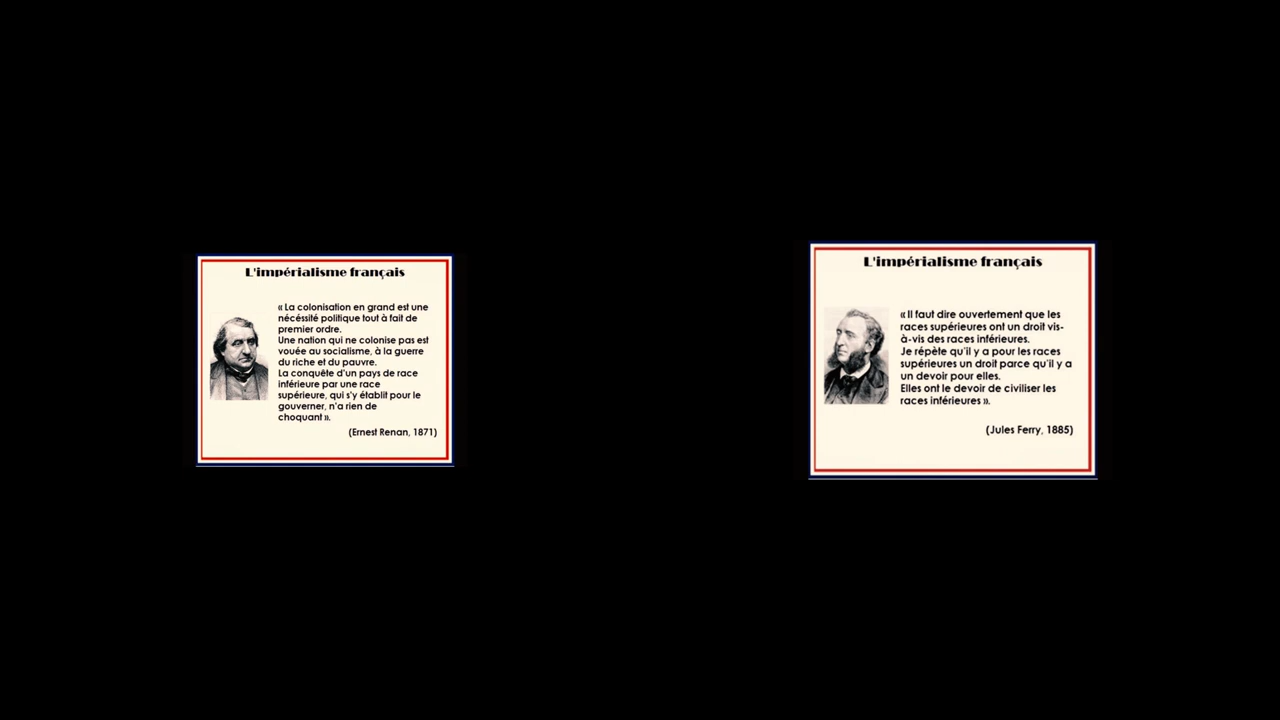 L'impérialisme français
« La colonisation en grand est une
nécéssité politique tout à fait de
premier ordre.
Une nation qui ne colonise pas est
vouée au socialisme, à la guerre
du riche et du pauvre.
La conquête d'un pays de race
inférieure par une race
supérieure, qui s'y établit pour le
gouverner, n'a rien de
choquant ».
(Ernest Renan, 1871)
L'impérialisme français
« Il faut dire ouvertement que les
races supérieures ont un droit vis-
à-vis des races inférieures.
Je répète qu'il y a pour les races
supérieures un droit parce qu'il y a
un devoir pour elles.
Elles ont le devoir de civiliser les
races inférieures ».
(Jules Ferry, 1885)